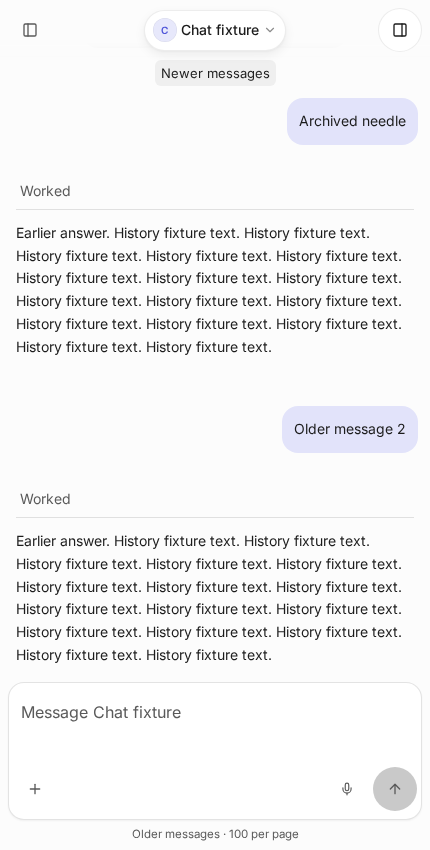 C Chat fixture
Newer messages
Archived needle
Worked
Earlier answer. History fixture text. History fixture text.
History fixture text. History fixture text. History fixture text.
History fixture text. History fixture text. History fixture text.
History fixture text. History fixture text. History fixture text.
History fixture text. History fixture text. History fixture text.
History fixture text. History fixture text.
Older message 2
Worked
Earlier answer. History fixture text. History fixture text.
History fixture text. History fixture text. History fixture text.
History fixture text. History fixture text. History fixture text.
History fixture text. History fixture text. History fixture text.
History fixture text. History fixture text. History fixture text.
History fixture text. History fixture text.
Message Chat fixture
Older messages · 100 per page